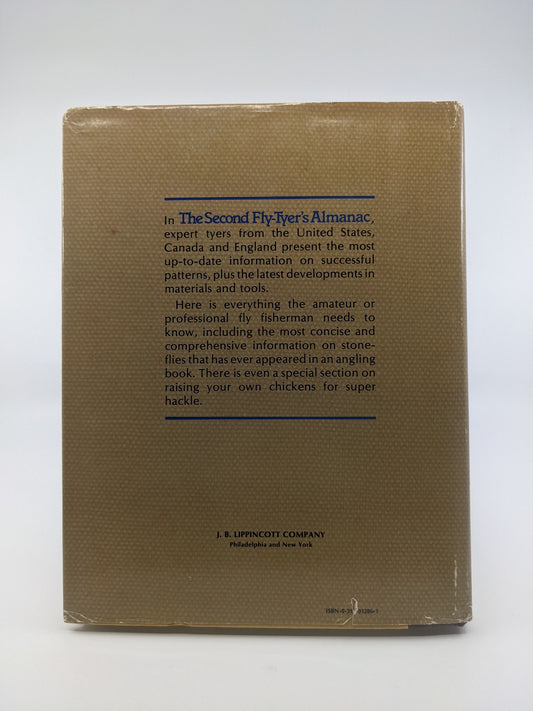 In The Second Fly-Tyer's Almanac,
expert tyers from the United States,
Canada and England present the most
up-to-date information on successful
patterns, plus the latest developments in
materials and tools.
Here is everything the amateur or
professional fly fisherman needs to
know, including the most concise and
comprehensive information on stone-
flies that has ever appeared in an angling
book. There is even a special section on
raising your own chickens for super
hackle.
J. B. LIPPINCOTT COMPANY
Philadelphia and New York